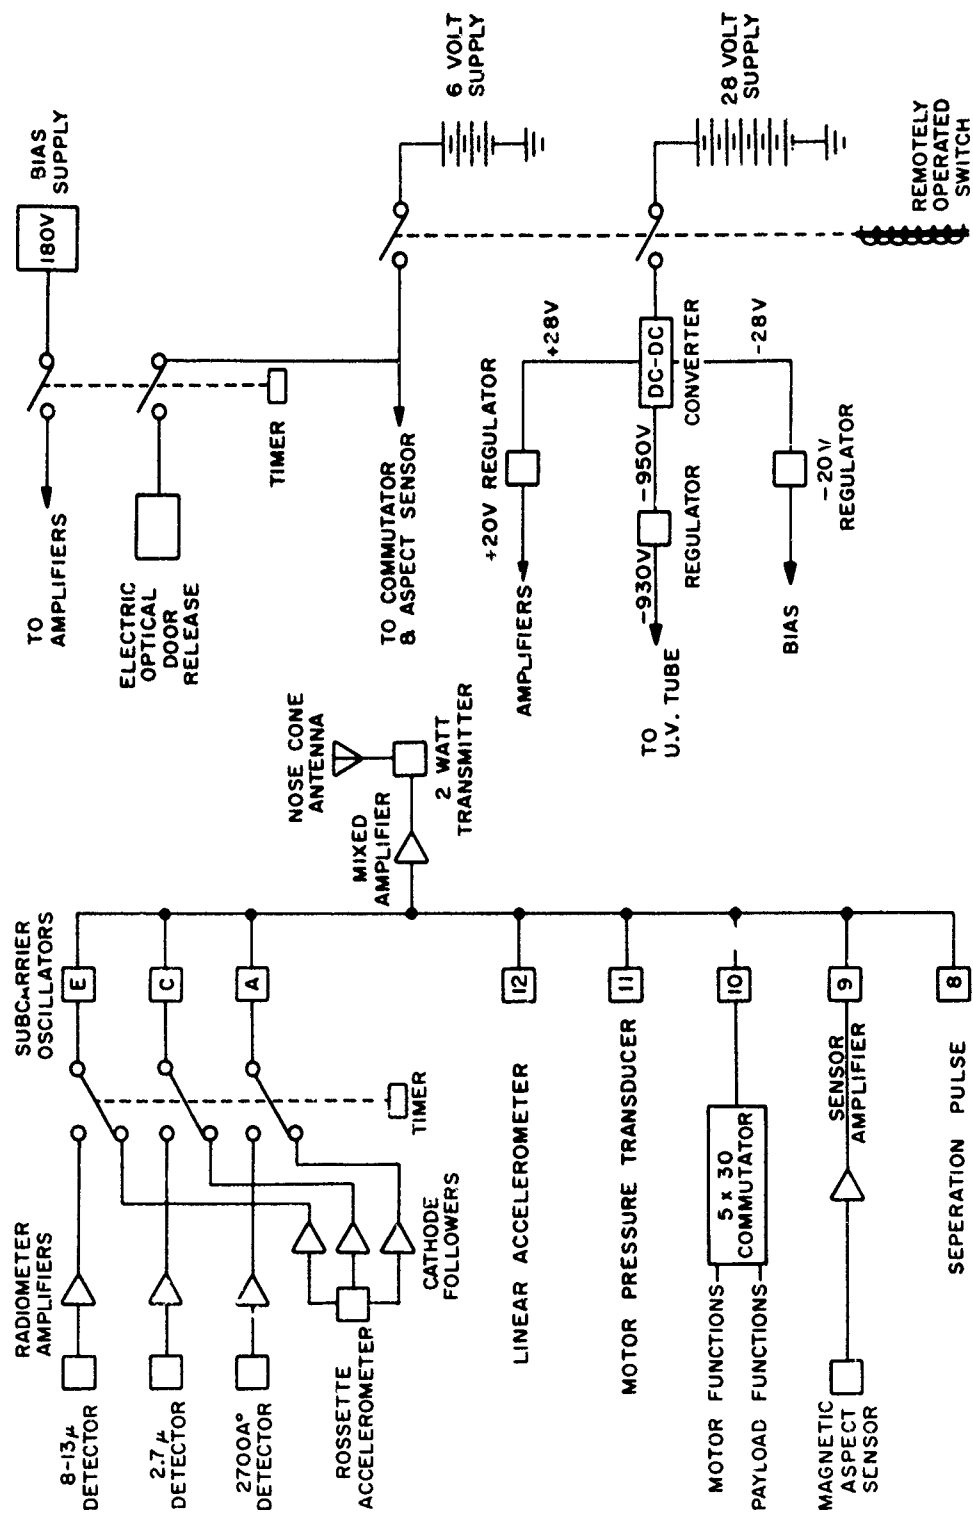 8-13μ
DETECTOR
2.7μ
DETECTOR
2700A°
DETECTOR
ROSSETTE
ACCELEROMETER
RADIOMETER
AMPLIFIERS
CATHODE
FOLLOWERS
TIMER
SUBCARRIER
OSCILLATORS
E
C
A
LINEAR ACCELEROMETER
12
MOTOR PRESSURE TRANSDUCER
11
MOTOR FUNCTIONS
PAYLOAD FUNCTIONS
5 x 30
COMMUTATOR
10
MAGNETIC
ASPECT
SENSOR
SENSOR
AMPLIFIER
9
SEPERATION PULSE
8
MIXED
AMPLIFIER
NOSE CONE
ANTENNA
2 WATT
TRANSMITTER
TO
AMPLIFIERS
180V
BIAS
SUPPLY
ELECTRIC
OPTICAL
DOOR
RELEASE
TIMER
TO COMMUTATOR
& ASPECT SENSOR
6 VOLT
SUPPLY
AMPLIFIERS
+20V REGULATOR
+28V
TO
U.V. TUBE
-930V
REGULATOR
-950V
DC-DC
CONVERTER
28 VOLT
SUPPLY
BIAS
-20V
REGULATOR
-28V
REMOTELY
OPERATED
SWITCH